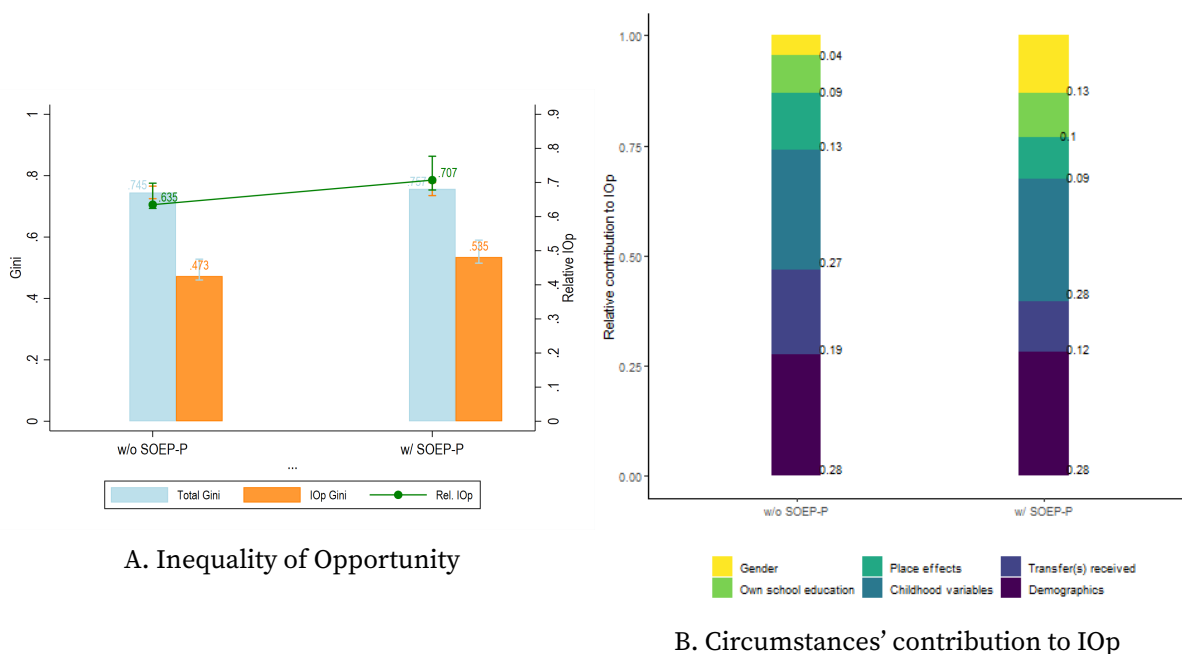 Gini
1
.8
.6
.4
.2
0
Relative IOp
.9
.8
.7
.6
.5
.4
.3
.2
.1
0
.745
.635
.473
.757
.707
.535
w/o SOEP-P
w/ SOEP-P
...
Total Gini
IOp Gini
Rel. IOp
A. Inequality of Opportunity
Relative contribution to IOp
1.00
0.75
0.50
0.25
0.00
0.04
0.09
0.13
0.27
0.19
0.28
0.13
0.1
0.09
0.28
0.12
0.28
w/o SOEP-P
w/ SOEP-P
Gender
Place effects
Transfer(s) received
Own school education
Childhood variables
Demographics
B. Circumstances’ contribution to IOp